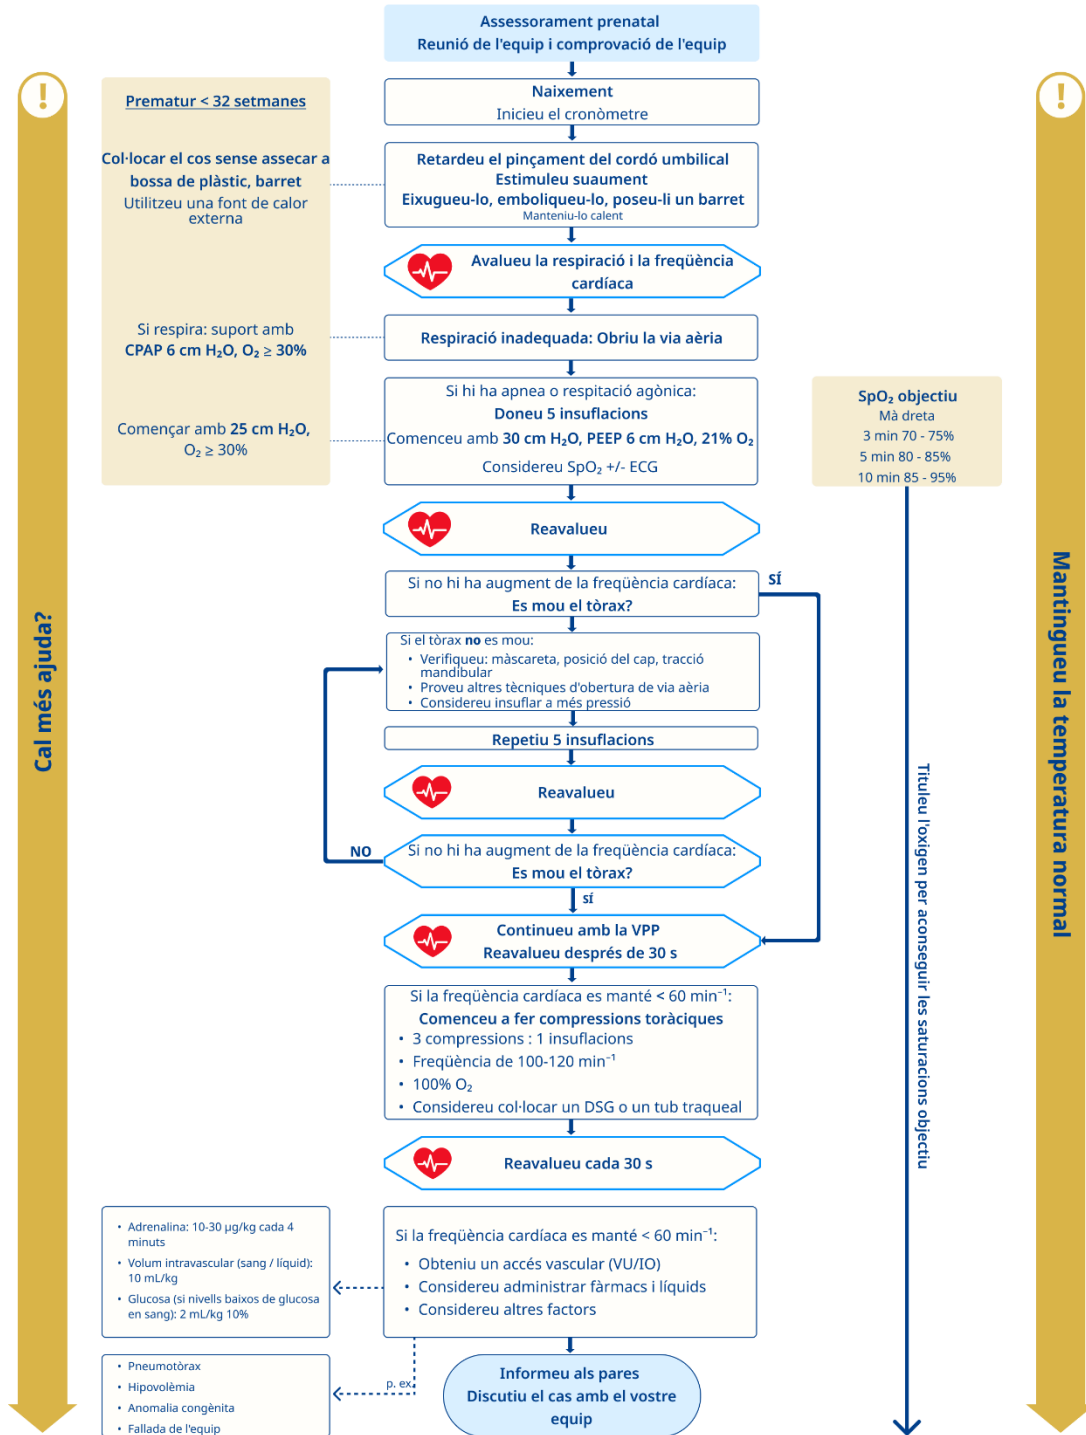 Assessorament prenatal
Reunió de l'equip i comprovació de l'equip
Naixement
Inicieu el cronòmetre
Prematur < 32 setmanes
Col·locar el cos sense assecar a
bossa de plàstic, barret
Utilitzeu una font de calor
externa
Retardeu el pinçament del cordó umbilical
Estimuleu suaument
Eixugueu-lo, emboliqueu-lo, poseu-li un barret
Manteniu-lo calent
Avalueu la respiració i la freqüència
cardíaca
Si respira: suport amb
CPAP 6 cm H₂O, O₂ ≥ 30%
Respiració inadequada: Obriu la via aèria
Si hi ha apnea o respitació agònica:
Doneu 5 insuflacions
Comenceu amb 30 cm H₂O, PEEP 6 cm H₂O, 21% O₂
Considereu SpO₂ +/- ECG
Començar amb 25 cm H₂O,
O₂ ≥ 30%
SpO₂ objectiu
Mà dreta
3 min 70 - 75%
5 min 80 - 85%
10 min 85 - 95%
Reavalueu
Si no hi ha augment de la freqüència cardíaca:
Es mou el tòrax?
SÍ
Si el tòrax no es mou:
• Verifiqueu: màscareta, posició del cap, tracció
mandibular
• Proveu altres tècniques d'obertura de via aèria
• Considereu insuflar a més pressió
Repetiu 5 insuflacions
Reavalueu
Si no hi ha augment de la freqüència cardíaca:
Es mou el tòrax?
NO
SÍ
Continueu amb la VPP
Reavalueu després de 30 s
Si la freqüència cardíaca es manté < 60 min⁻¹:
Comenceu a fer compressions toràciques
• 3 compressions : 1 insuflacions
• Freqüència de 100-120 min⁻¹
• 100% O₂
• Considereu col·locar un DSG o un tub traqueal
Reavalueu cada 30 s
Si la freqüència cardíaca es manté < 60 min⁻¹:
• Obteniu un accés vascular (VU/IO)
• Considereu administrar fàrmacs i líquids
• Considereu altres factors
• Adrenalina: 10-30 µg/kg cada 4
minuts
• Volum intravascular (sang / líquid):
10 mL/kg
• Glucosa (si nivells baixos de glucosa
en sang): 2 mL/kg 10%
p. ex.
• Pneumotòrax
• Hipovolèmia
• Anomalia congènita
• Fallada de l'equip
Informeu als pares
Discutiu el cas amb el vostre
equip
Cal més ajuda?
Tituleu l'oxigen per aconseguir les saturacions objectiu
Mantingueu la temperatura normal
! 
!